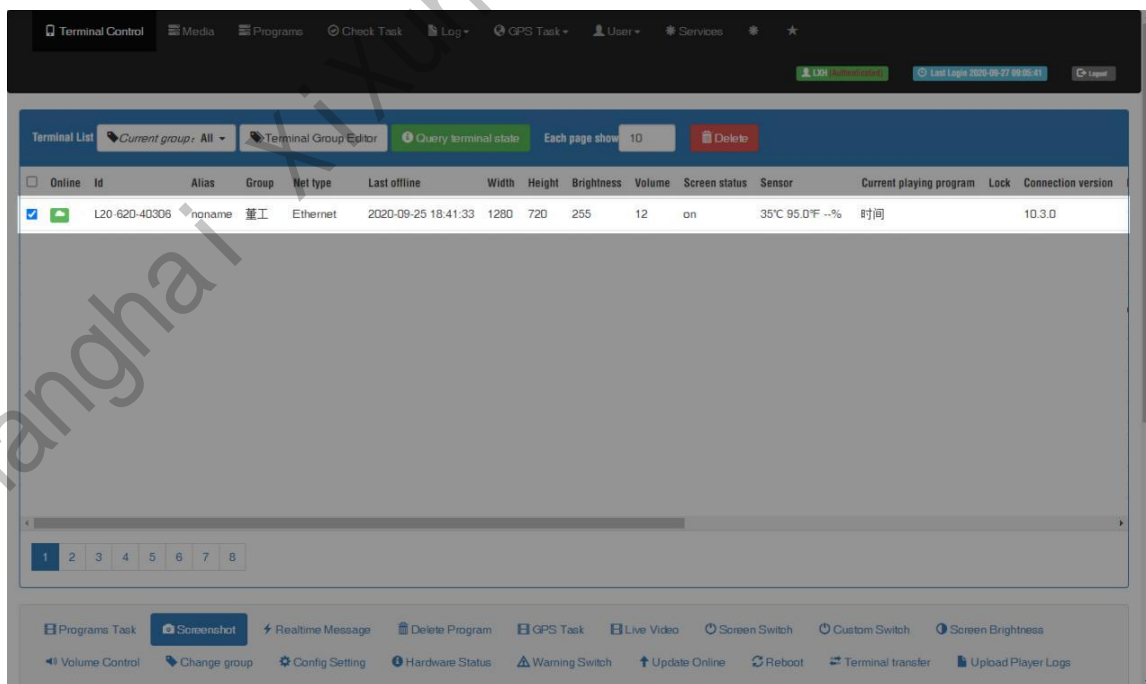 Terminal Control Media Programs Check Task Log GPS Task User Services
LXH (Authenticated) Last Login 2020-09-27 09:05:41 Logout
Terminal List Current group: All Terminal Group Editor Query terminal state Each page show 10 Delete
Online Id Alias Group Net type Last offline Width Height Brightness Volume Screen status Sensor Current playing program Lock Connection version
L20-620-40306 noname 董工 Ethernet 2020-09-25 18:41:33 1280 720 255 12 on 35℃ 95.0℉ --% 时间 10.3.0
1 2 3 4 5 6 7 8
Programs Task Screenshot Realtime Message Delete Program GPS Task Live Video Screen Switch Custom Switch Screen Brightness
Volume Control Change group Config Setting Hardware Status Warning Switch Update Online Reboot Terminal transfer Upload Player Logs